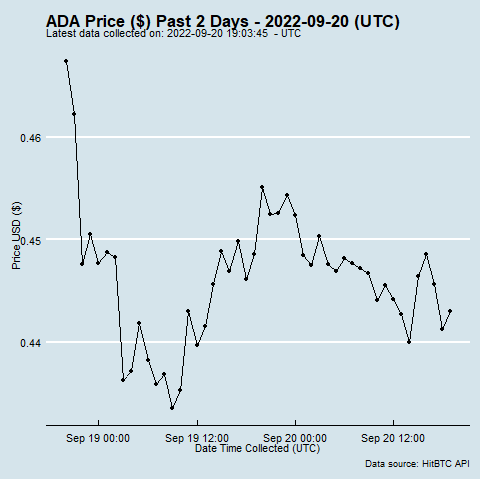 ADA Price ($) Past 2 Days - 2022-09-20 (UTC)
Latest data collected on: 2022-09-20 19:03:45 - UTC
0.46
0.45
0.44
Price USD ($)
Sep 19 00:00 Sep 19 12:00 Sep 20 00:00 Sep 20 12:00
Date Time Collected (UTC)
Data source: HitBTC API